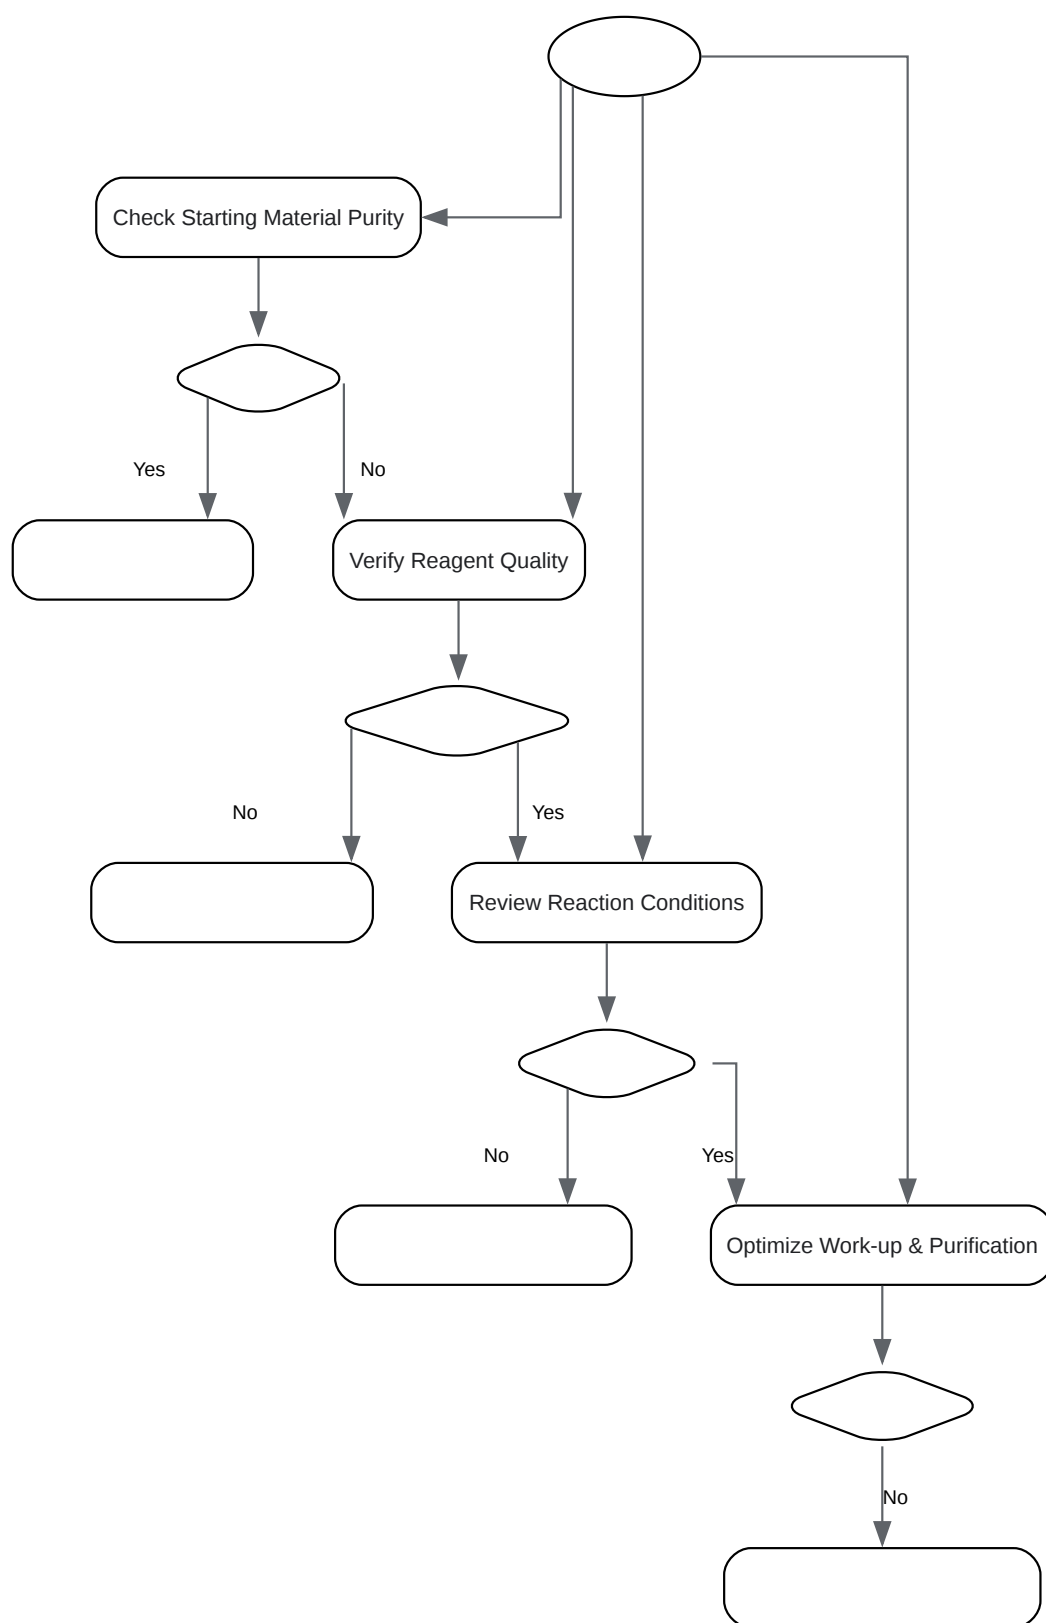 Check Starting Material Purity
Yes
No
Verify Reagent Quality
No
Yes
Review Reaction Conditions
No
Yes
Optimize Work-up & Purification
No